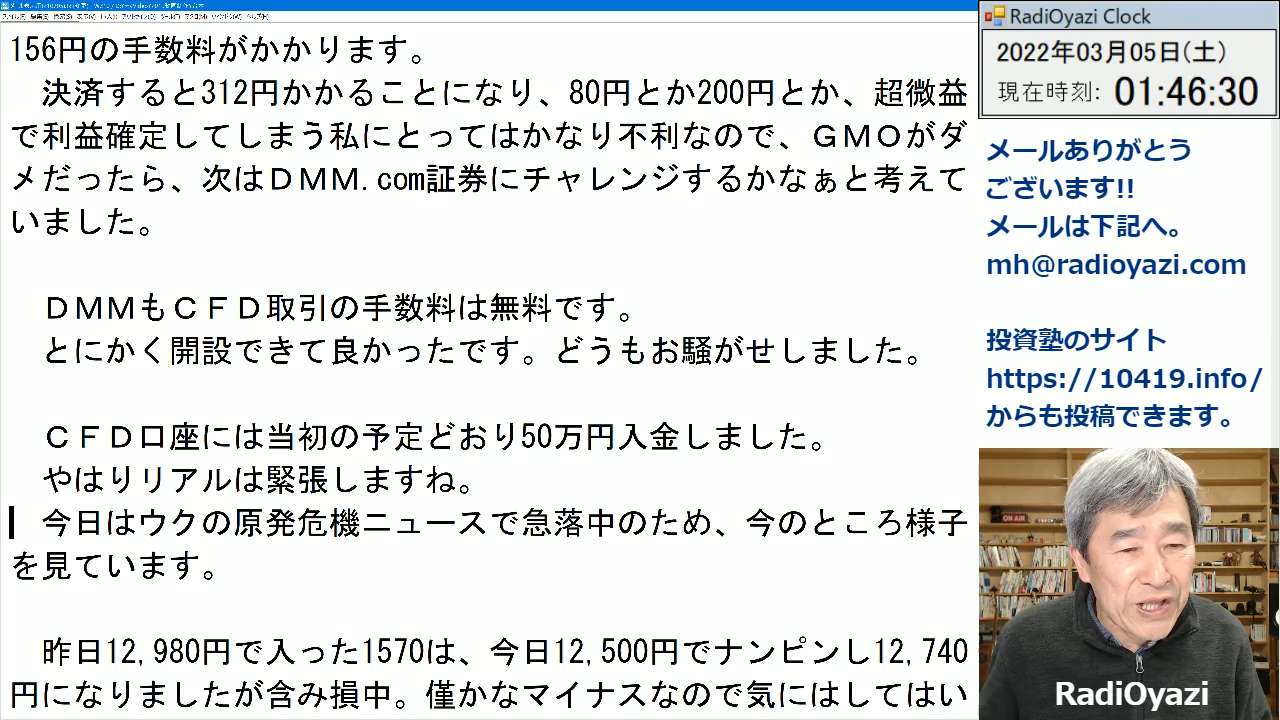 156円の手数料がかかります。
決済すると312円かかることになり、80円とか200円とか、超微益
で利益確定してしまう私にとってはかなり不利なので、ＧＭＯがダ
メだったら、次はＤＭＭ.com証券にチャレンジするかなぁと考えて
いました。
ＤＭＭもＣＦＤ取引の手数料は無料です。
とにかく開設できて良かったです。どうもお騒がせしました。
ＣＦＤ口座には当初の予定どおり50万円入金しました。
やはりリアルは緊張しますね。
今日はウクの原発危機ニュースで急落中のため、今のところ様子
を見ています。
昨日12,980円で入った1570は、今日12,500円でナンピンし12,740
円になりましたが含み損中。僅かなマイナスなので気にはしてはい
RadiOyazi Clock
2022年03月05日(土)
現在時刻: 01:46:30
メールありがとう
ございます!!
メールは下記へ。
mh@radioyazi.com
投資塾のサイト
https://10419.info/
からも投稿できます。
ON AIR
RadiOyazi